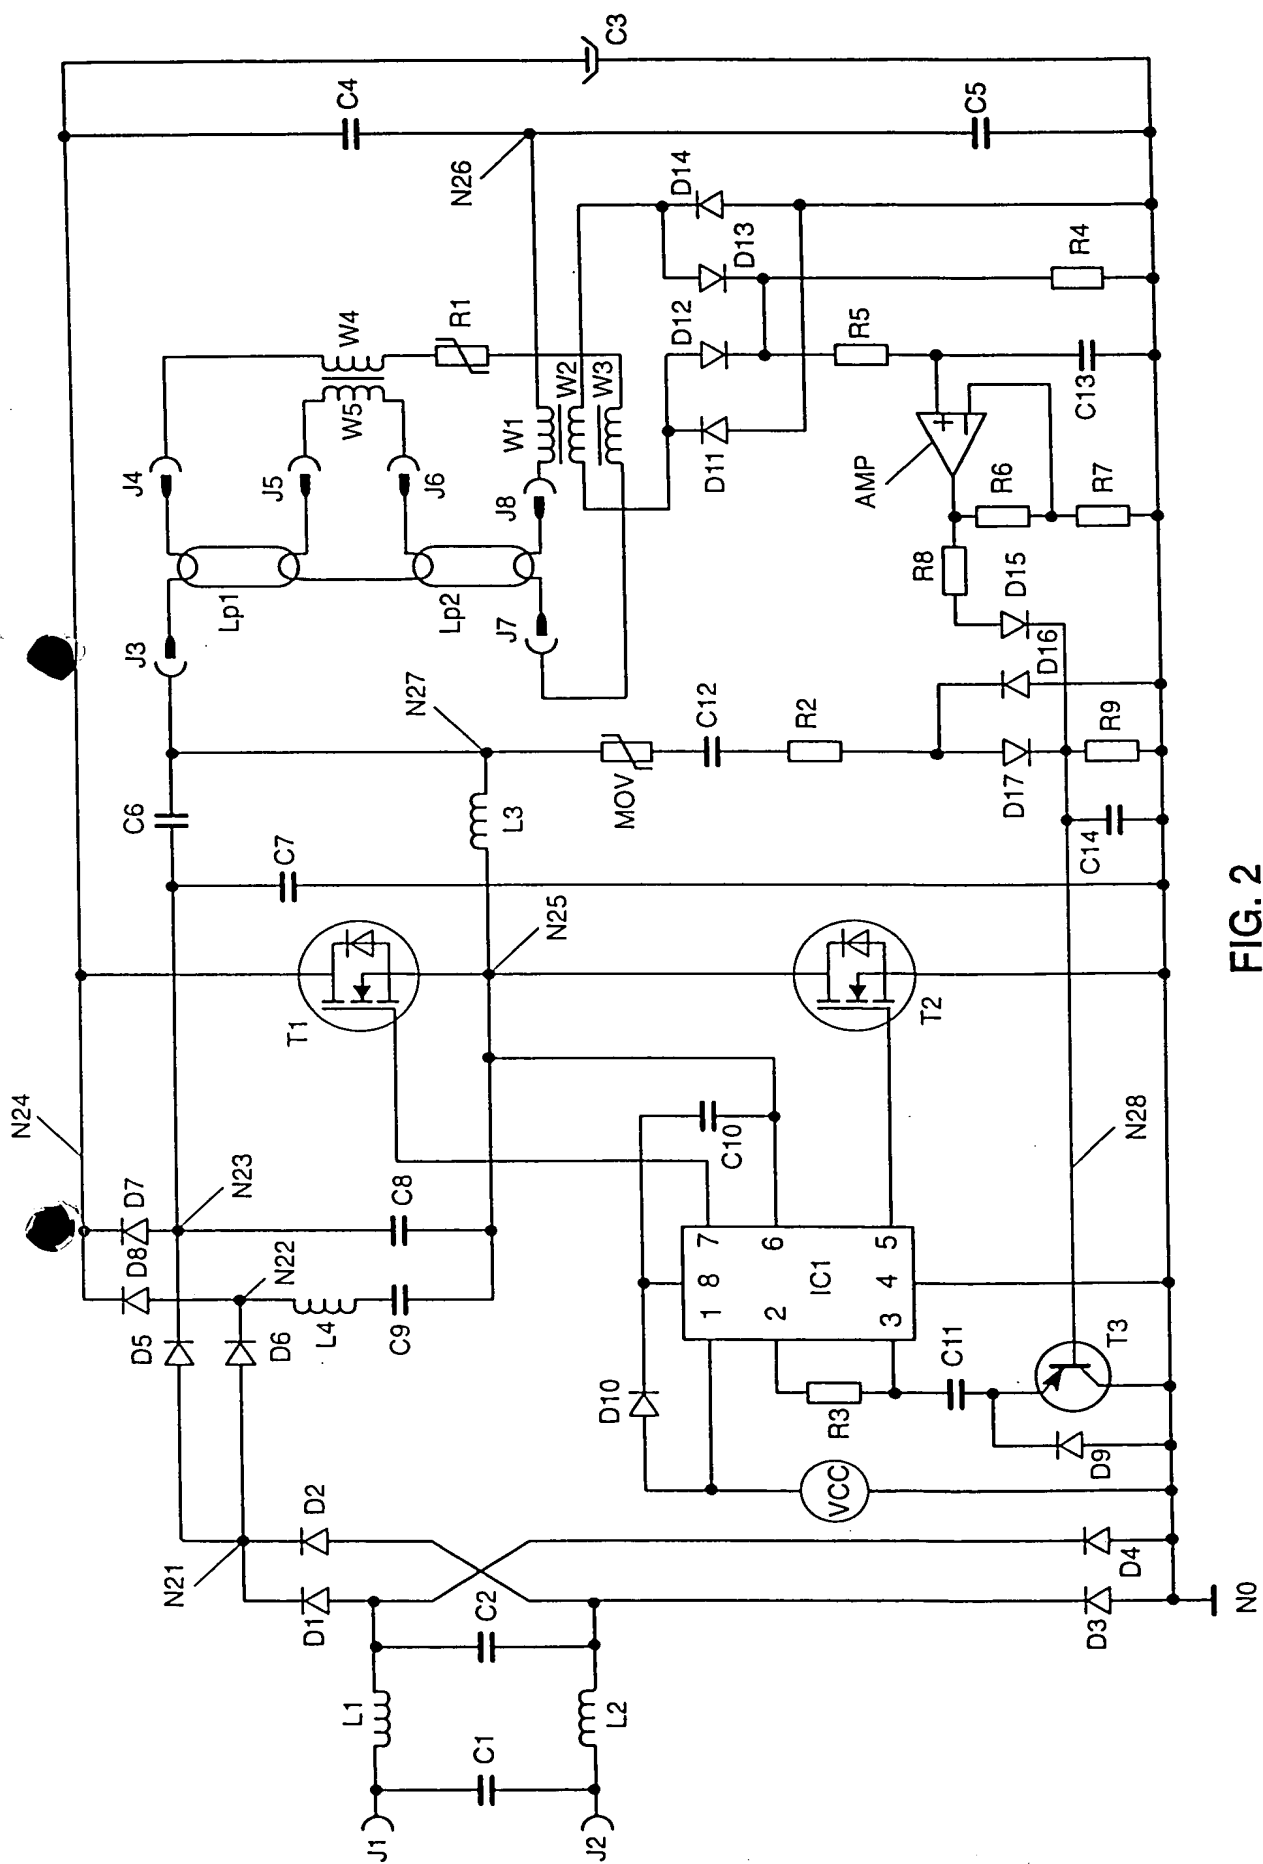 C3
C4
C5
N26
D14
D13
D12
D11
R4
R5
C13
W4
W5
R1
W1
W2
W3
J4
J5
J6
J8
J7
J3
Lp1
Lp2
AMP
+
R6
R7
R8
D15
D16
D17
R9
C14
N27
MOV
C12
R2
L3
C6
C7
N25
T1
T2
N24
N23
N22
D7
D8
D5
D6
C8
C9
L4
C10
N28
IC1
1
2
3
4
5
6
7
8
D10
R3
C11
T3
D9
VCC
N21
D2
D1
D4
D3
N0
C2
C1
L1
L2
J1
J2
FIG. 2